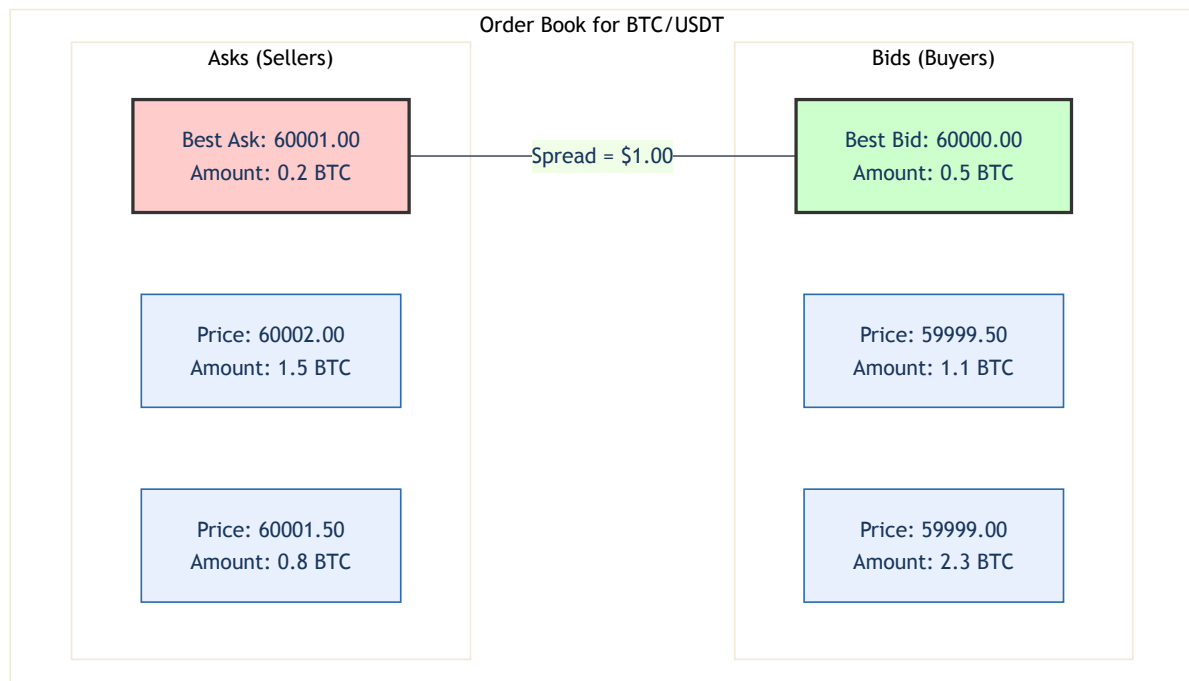 Order Book for BTC/USDT
Asks (Sellers)
Best Ask: 60001.00
Amount: 0.2 BTC
Price: 60002.00
Amount: 1.5 BTC
Price: 60001.50
Amount: 0.8 BTC
Spread = $1.00
Bids (Buyers)
Best Bid: 60000.00
Amount: 0.5 BTC
Price: 59999.50
Amount: 1.1 BTC
Price: 59999.00
Amount: 2.3 BTC